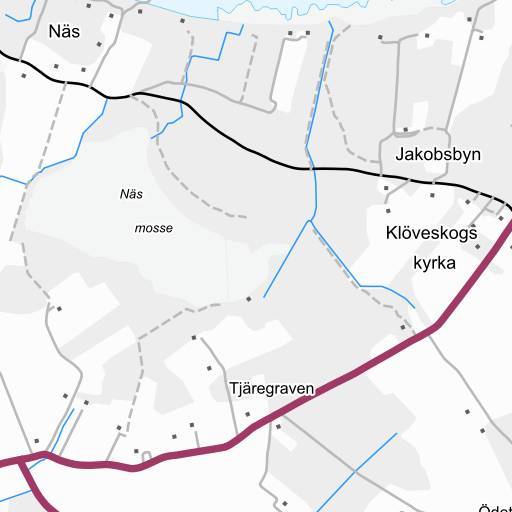 Näs
Jakobsbyn
Näs
mosse
Klöveskogs
kyrka
Tjäregraven